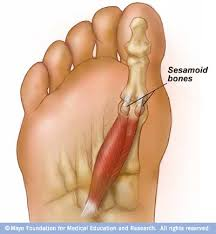 Sesamoid
bones
© Mayo Foundation for Medical Education and Research. All rights reserved